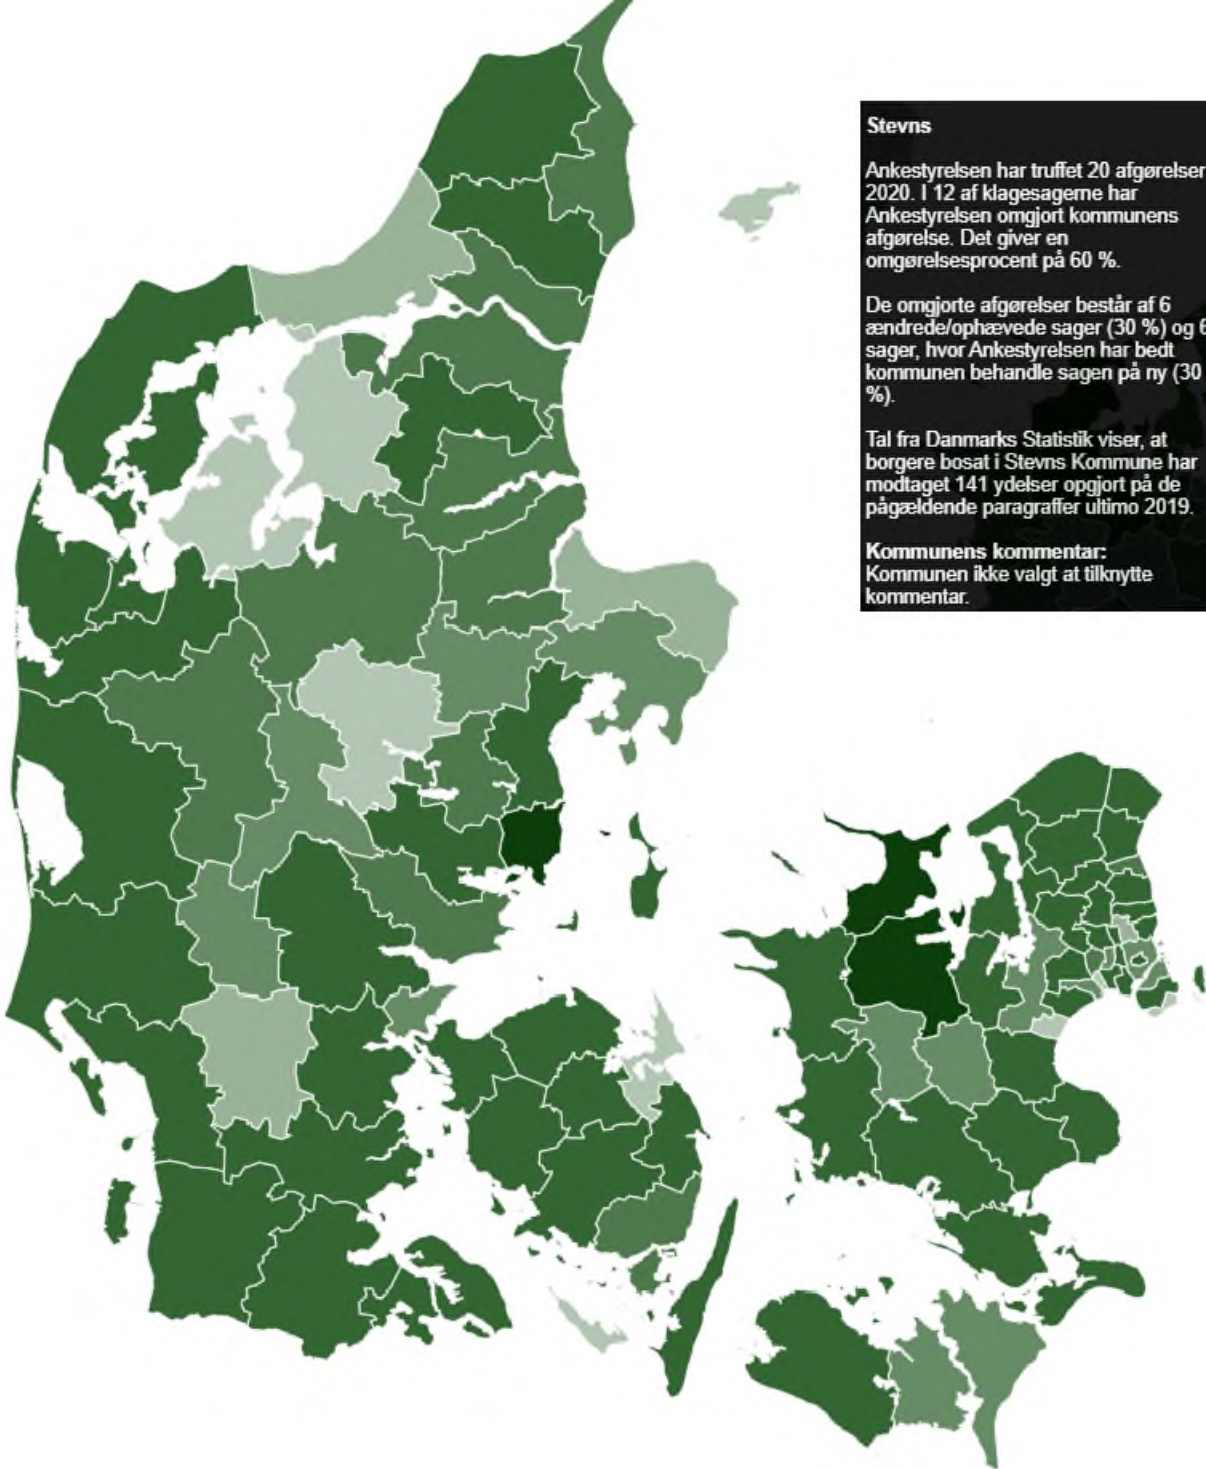 Stevns
Ankestyrelsen har truffet 20 afgørelser
2020. I 12 af klagesagerne har
Ankestyrelsen omgjort kommunens
afgørelse. Det giver en
omgørelsesprocent på 60 %.
De omgjorte afgørelser består af 6
ændrede/ophævede sager (30 %) og 6
sager, hvor Ankestyrelsen har bedt
kommunen behandle sagen på ny (30
%).
Tal fra Danmarks Statistik viser, at
borgere bosat i Stevns Kommune har
modtaget 141 ydelser opgjort på de
pågældende paragraffer ultimo 2019.
Kommunens kommentar:
Kommunen ikke valgt at tilknytte
kommentar.